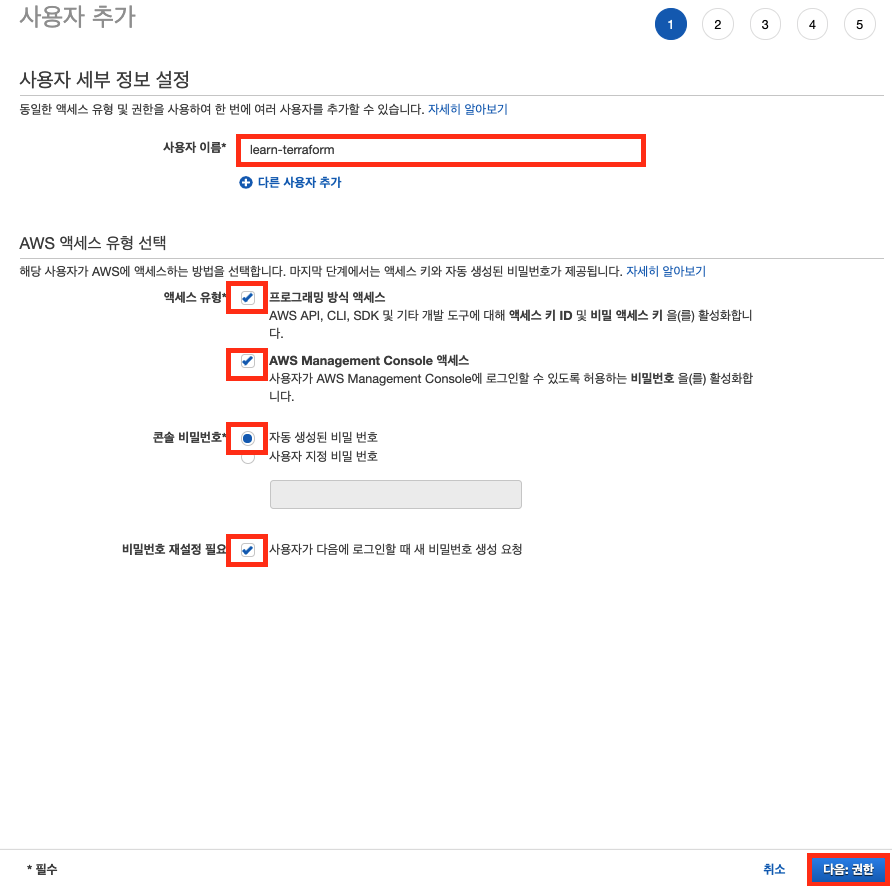 사용자 추가
1 2 3 4 5
사용자 세부 정보 설정
동일한 액세스 유형 및 권한을 사용하여 한 번에 여러 사용자를 추가할 수 있습니다. 자세히 알아보기
사용자 이름* learn-terraform
다른 사용자 추가
AWS 액세스 유형 선택
해당 사용자가 AWS에 액세스하는 방법을 선택합니다. 마지막 단계에서는 액세스 키와 자동 생성된 비밀번호가 제공됩니다. 자세히 알아보기
액세스 유형* 프로그래밍 방식 액세스
AWS API, CLI, SDK 및 기타 개발 도구에 대해 액세스 키 ID 및 비밀 액세스 키 을(를) 활성화합니
다.
AWS Management Console 액세스
사용자가 AWS Management Console에 로그인할 수 있도록 허용하는 비밀번호 을(를) 활성화합
니다.
콘솔 비밀번호* 자동 생성된 비밀 번호
사용자 지정 비밀 번호
비밀번호 재설정 필요 사용자가 다음에 로그인할 때 새 비밀번호 생성 요청
* 필수 취소 다음: 권한